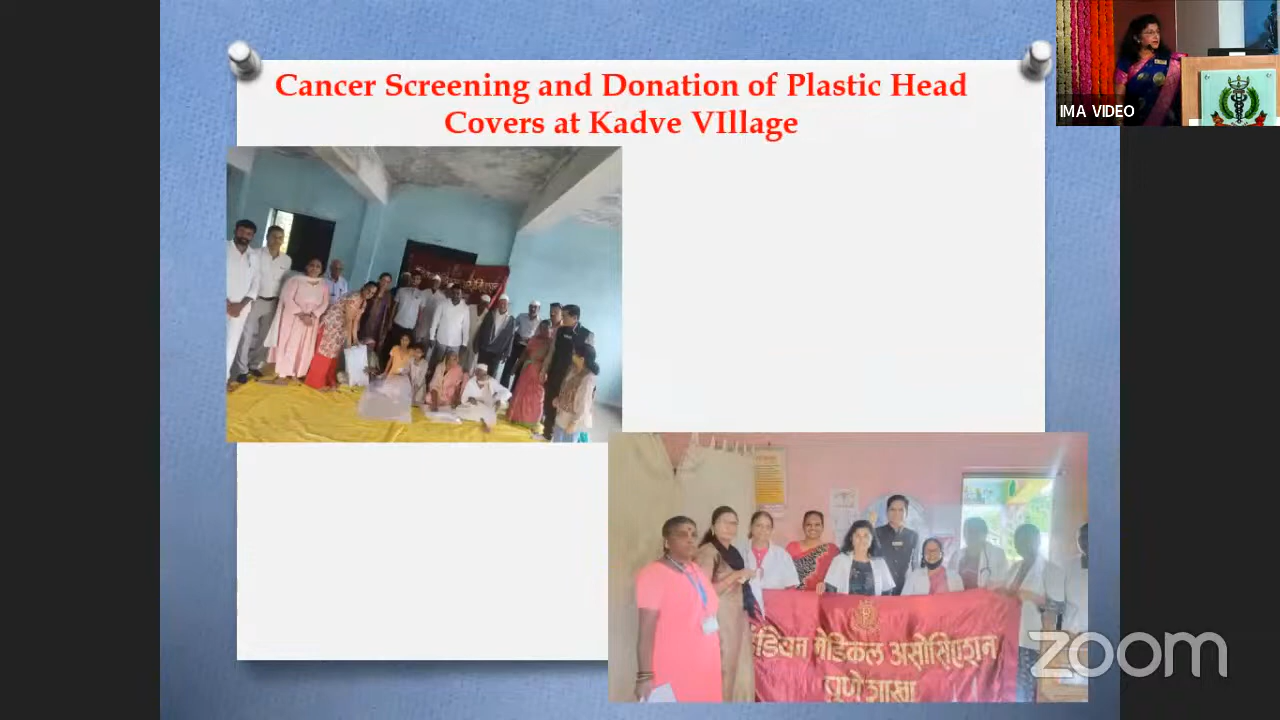 Cancer Screening and Donation of Plastic Head
Covers at Kadve VIllage
IMA VIDEO
इंडियन मेडिकल असोसिएशन
पुणे शाखा
zoom